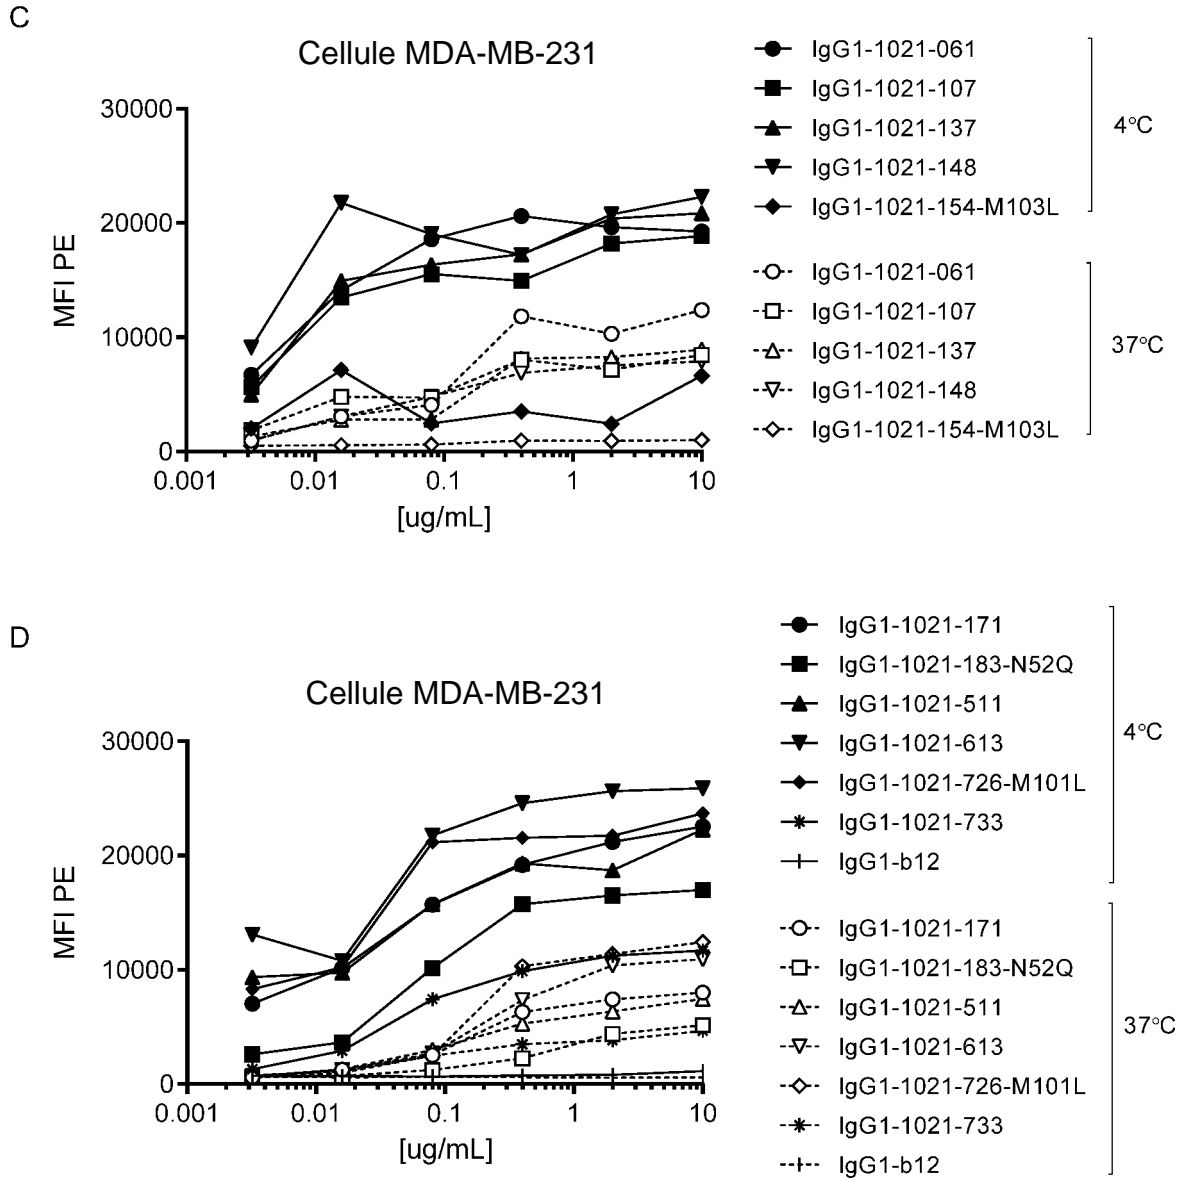 C
Cellule MDA-MB-231
30000
20000
10000
0
MFI PE
0.001 0.01 0.1 1 10
[ug/mL]
IgG1-1021-061
IgG1-1021-107
IgG1-1021-137
IgG1-1021-148
IgG1-1021-154-M103L
4°C
IgG1-1021-061
IgG1-1021-107
IgG1-1021-137
IgG1-1021-148
IgG1-1021-154-M103L
37°C
D
Cellule MDA-MB-231
30000
20000
10000
0
MFI PE
0.001 0.01 0.1 1 10
[ug/mL]
IgG1-1021-171
IgG1-1021-183-N52Q
IgG1-1021-511
IgG1-1021-613
IgG1-1021-726-M101L
IgG1-1021-733
IgG1-b12
4°C
IgG1-1021-171
IgG1-1021-183-N52Q
IgG1-1021-511
IgG1-1021-613
IgG1-1021-726-M101L
IgG1-1021-733
IgG1-b12
37°C